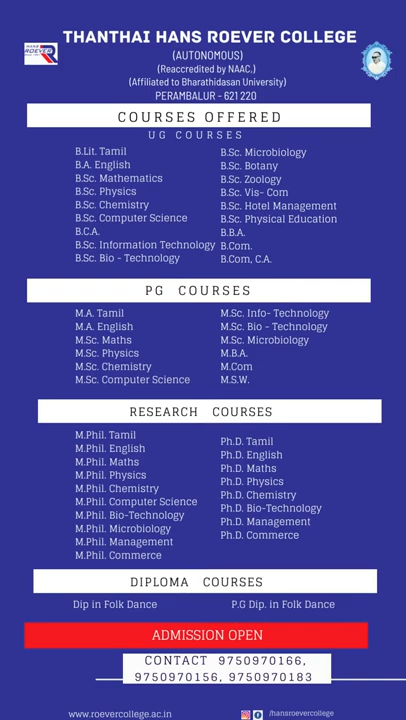 THANTHAI HANS ROEVER COLLEGE
(AUTONOMOUS)
(Reaccredited by NAAC,)
(Affiliated to Bharathidasan University)
PERAMBALUR - 621 220
HANS
ROEVER
COURSES OFFERED
UG COURSES
B.Lit. Tamil
B.A. English
B.Sc. Mathematics
B.Sc. Physics
B.Sc. Chemistry
B.Sc. Computer Science
B.C.A.
B.Sc. Information Technology
B.Sc. Bio - Technology
B.Sc. Microbiology
B.Sc. Botany
B.Sc. Zoology
B.Sc. Vis- Com
B.Sc. Hotel Management
B.Sc. Physical Education
B.B.A.
B.Com.
B.Com, C.A.
PG COURSES
M.A. Tamil
M.A. English
M.Sc. Maths
M.Sc. Physics
M.Sc. Chemistry
M.Sc. Computer Science
M.Sc. Info- Technology
M.Sc. Bio - Technology
M.Sc. Microbiology
M.B.A.
M.Com
M.S.W.
RESEARCH COURSES
M.Phil. Tamil
M.Phil. English
M.Phil. Maths
M.Phil. Physics
M.Phil. Chemistry
M.Phil. Computer Science
M.Phil. Bio-Technology
M.Phil. Microbiology
M.Phil. Management
M.Phil. Commerce
Ph.D. Tamil
Ph.D. English
Ph.D. Maths
Ph.D. Physics
Ph.D. Chemistry
Ph.D. Bio-Technology
Ph.D. Management
Ph.D. Commerce
DIPLOMA COURSES
Dip in Folk Dance
P.G Dip. in Folk Dance
ADMISSION OPEN
CONTACT 9750970166,
9750970156, 9750970183
www.roevercollege.ac.in
/hansroevercollege